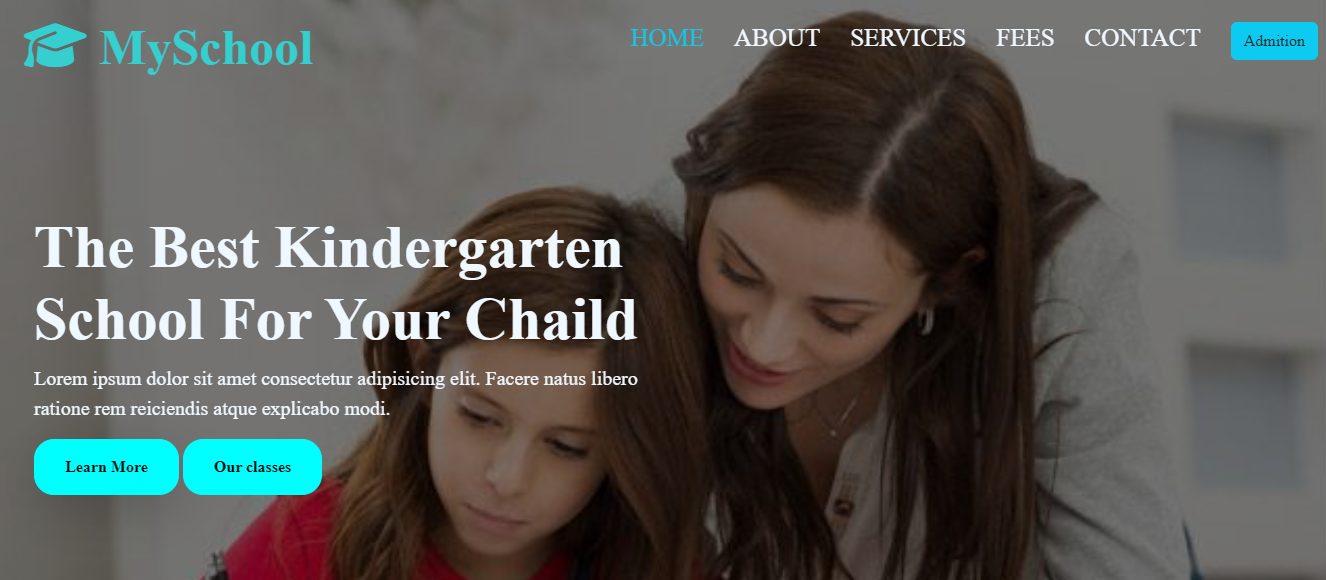 MySchool
HOME ABOUT SERVICES FEES CONTACT Admition
The Best Kindergarten
School For Your Chaild
Lorem ipsum dolor sit amet consectetur adipisicing elit. Facere natus libero
ratione rem reiciendis atque explicabo modi.
Learn More Our classes